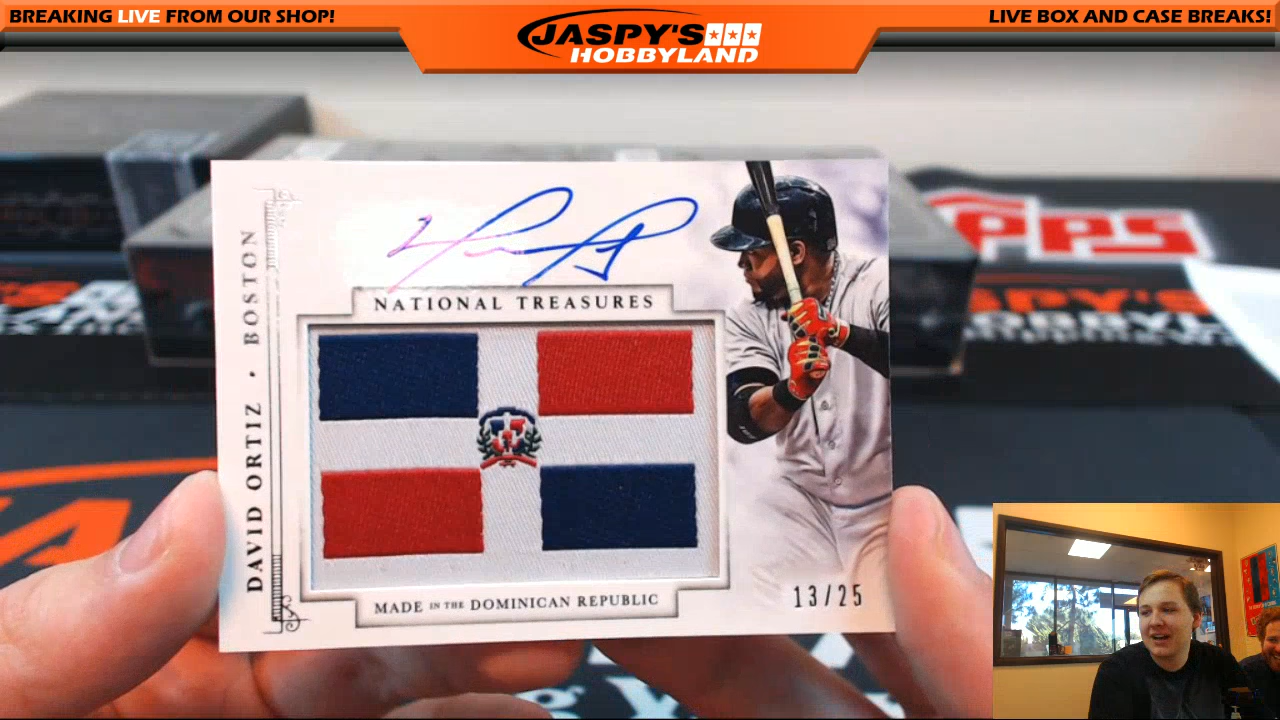 BREAKING LIVE FROM OUR SHOP!
JASPY'S
HOBBYLAND
LIVE BOX AND CASE BREAKS!
NATIONAL TREASURES
DAVID ORTIZ · BOSTON
MADE IN THE DOMINICAN REPUBLIC
13/25